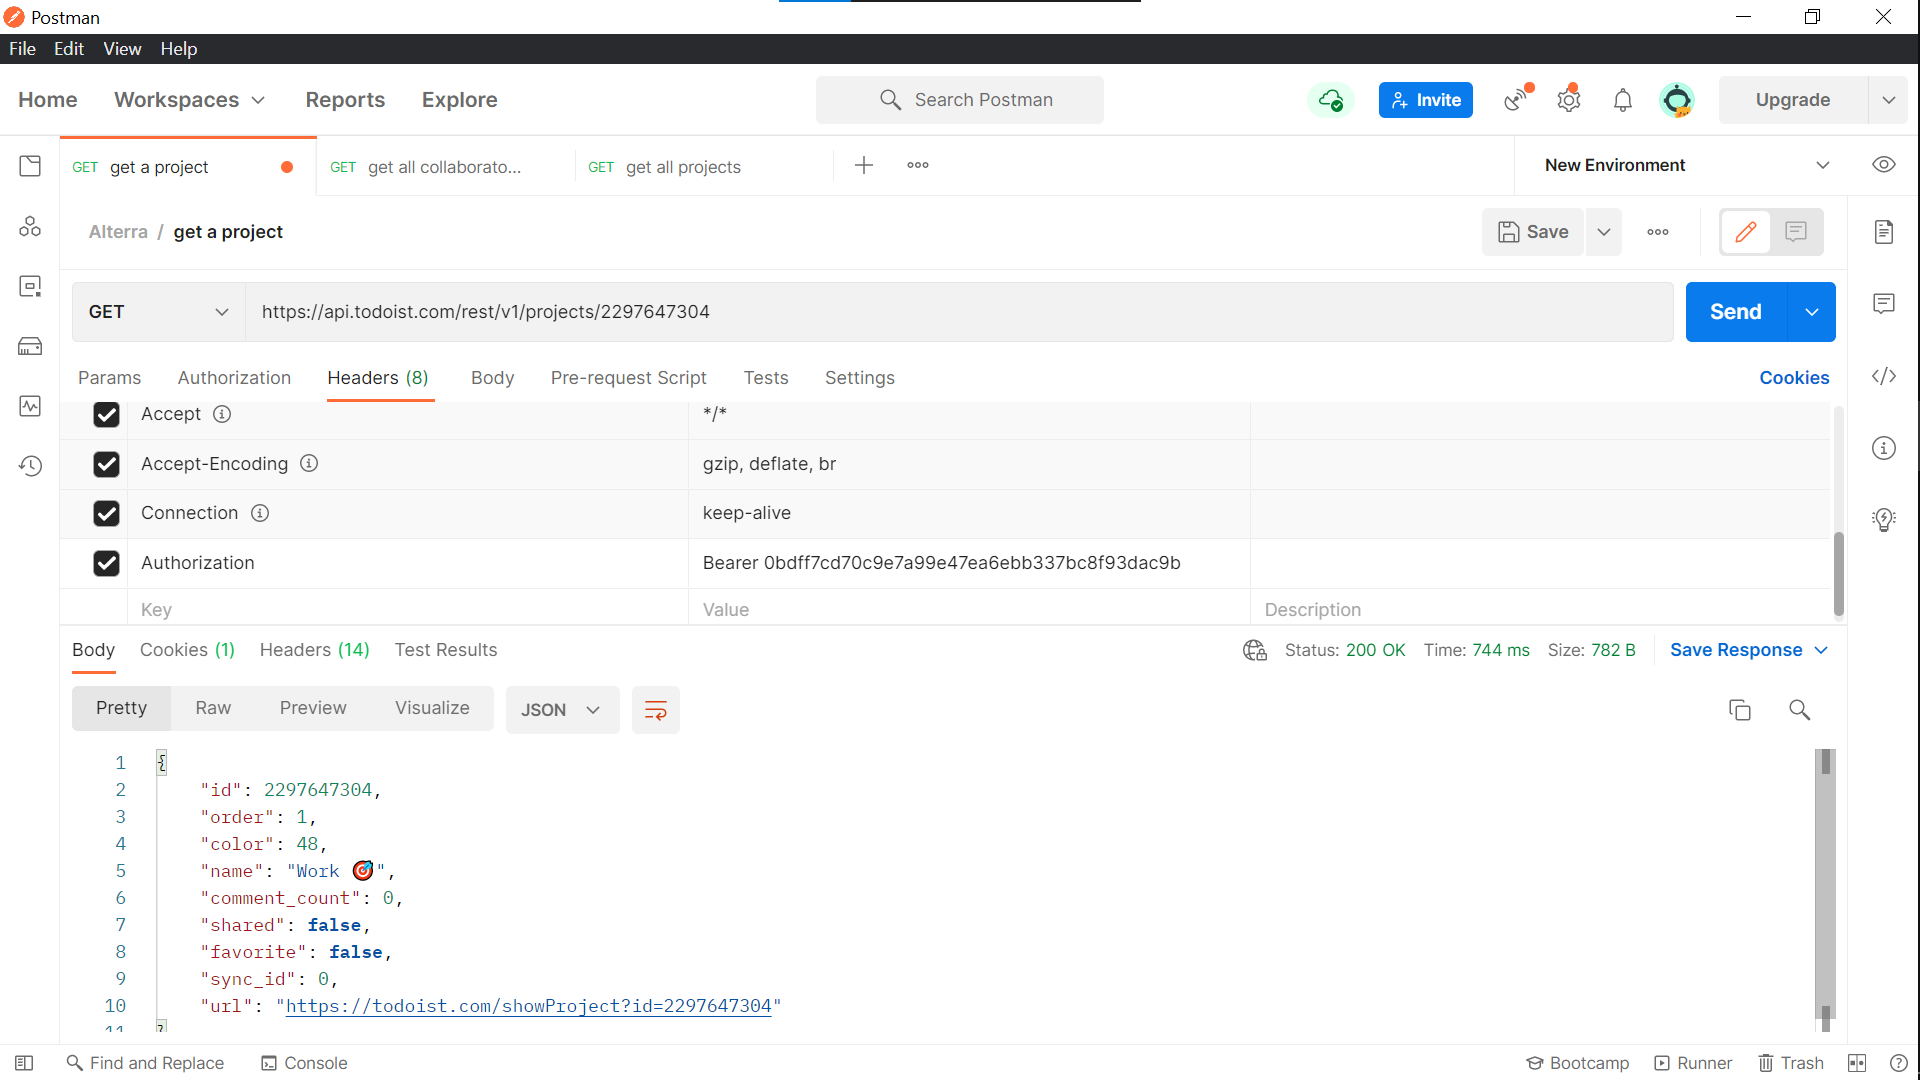 Postman
File Edit View Help
Home Workspaces Reports Explore Search Postman Invite Upgrade
GET get a project GET get all collaborato... GET get all projects New Environment
Alterra / get a project Save
GET https://api.todoist.com/rest/v1/projects/2297647304 Send
Params Authorization Headers (8) Body Pre-request Script Tests Settings Cookies
Accept */*
Accept-Encoding gzip, deflate, br
Connection keep-alive
Authorization Bearer 0bdff7cd70c9e7a99e47ea6ebb337bc8f93dac9b
Key Value Description
Body Cookies (1) Headers (14) Test Results Status: 200 OK Time: 744 ms Size: 782 B Save Response
Pretty Raw Preview Visualize JSON
1 {
2 "id": 2297647304,
3 "order": 1,
4 "color": 48,
5 "name": "Work 🎯",
6 "comment_count": 0,
7 "shared": false,
8 "favorite": false,
9 "sync_id": 0,
10 "url": "https://todoist.com/showProject?id=2297647304"
11 }
Find and Replace Console Bootcamp Runner Trash